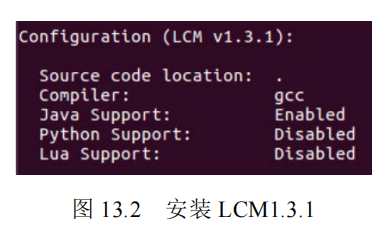 Configuration (LCM v1.3.1):
Source code location: .
Compiler: gcc
Java Support: Enabled
Python Support: Disabled
Lua Support: Disabled
图 13.2 安装 LCM1.3.1